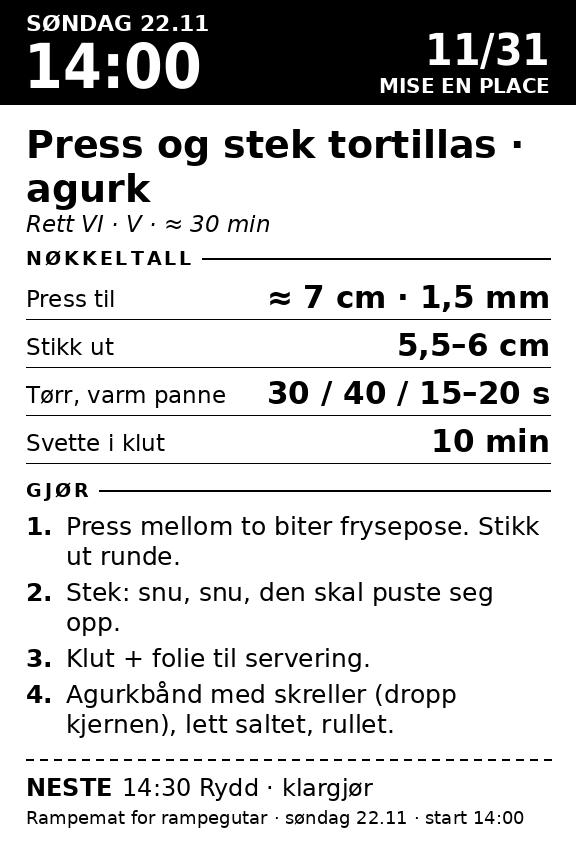 SØNDAG 22.11
14:00
11/31
MISE EN PLACE
Press og stek tortillas ·
agurk
Rett VI · V · ≈ 30 min
NØKKELTALL
Press til ≈ 7 cm · 1,5 mm
Stikk ut 5,5–6 cm
Tørr, varm panne 30 / 40 / 15–20 s
Svette i klut 10 min
GJØR
1. Press mellom to biter frysepose. Stikk
ut runde.
2. Stek: snu, snu, den skal puste seg
opp.
3. Klut + folie til servering.
4. Agurkbånd med skreller (dropp
kjernen), lett saltet, rullet.
NESTE 14:30 Rydd · klargjør
Rampemat for rampegutar · søndag 22.11 · start 14:00